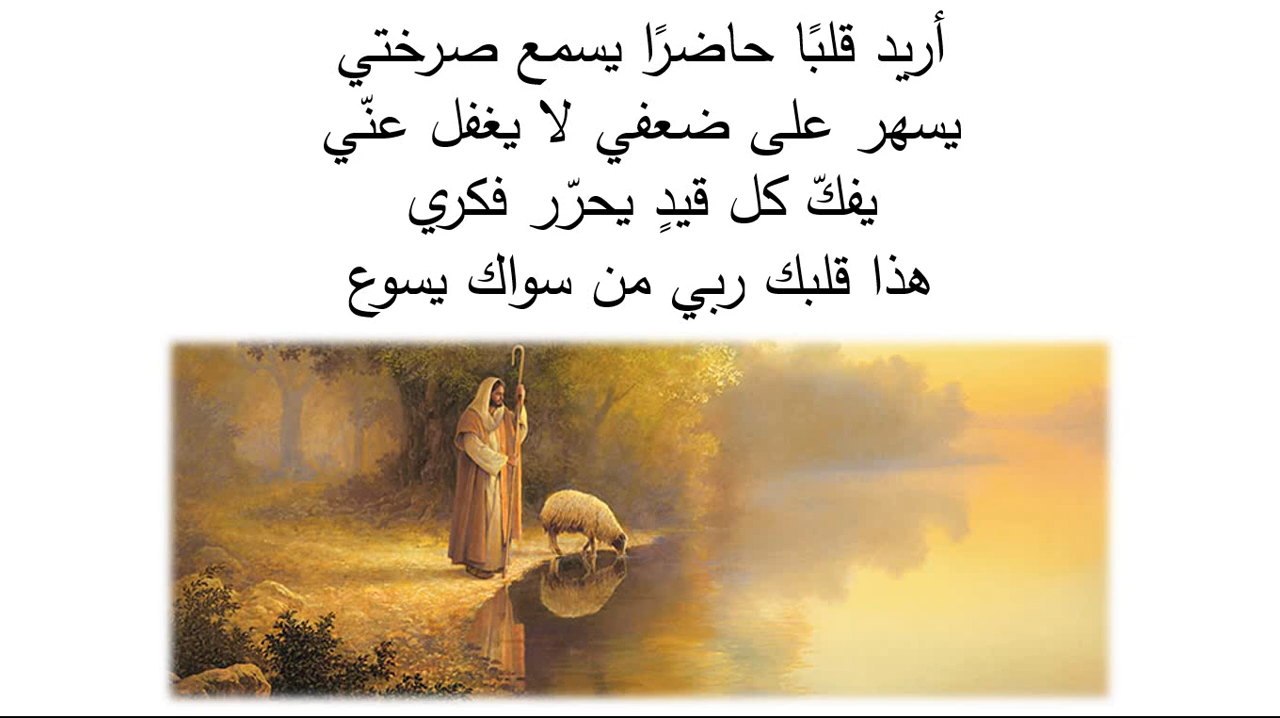 أريد قلبًا حاضرًا يسمع صرختي
يسهر على ضعفي لا يغفل عنّي
يفكّ كل قيدٍ يحرّر فكري
هذا قلبك ربي من سواك يسوع